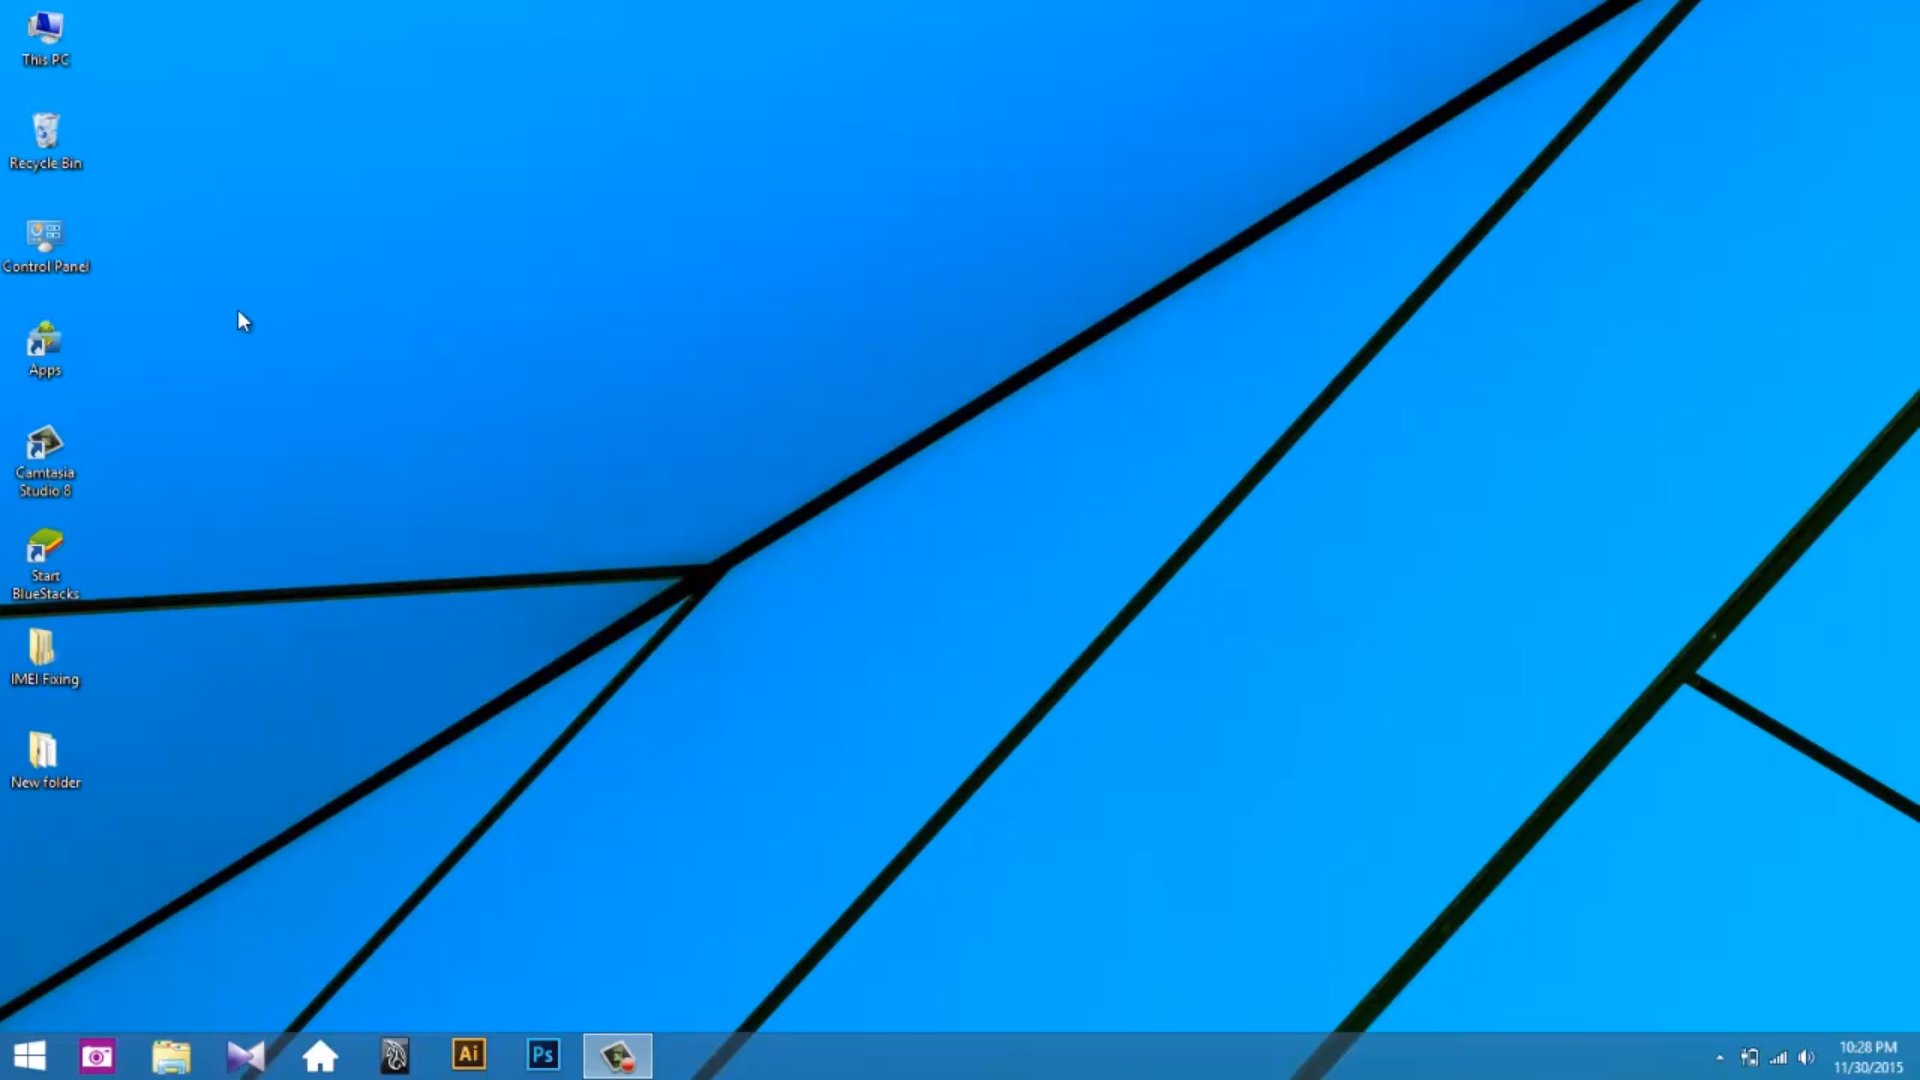 This PC
Recycle Bin
Control Panel
Apps
Camtasia
Studio 8
Start
BlueStacks
IMEI Fixing
New folder
Ai
Ps
10:28 PM
11/30/2015